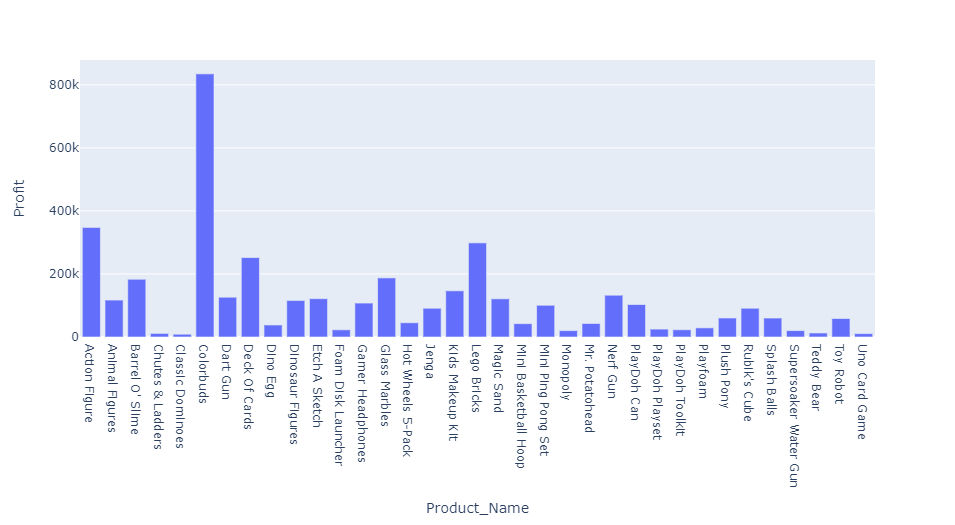 800k
600k
400k
200k
0
Profit
Action Figure
Animal Figures
Barrel O' Slime
Chutes & Ladders
Classic Dominoes
Colorbuds
Dart Gun
Deck Of Cards
Dino Egg
Dinosaur Figures
Etch A Sketch
Foam Disk Launcher
Gamer Headphones
Glass Marbles
Hot Wheels 5-Pack
Jenga
Kids Makeup Kit
Lego Bricks
Magic Sand
Mini Basketball Hoop
Mini Ping Pong Set
Monopoly
Mr. Potatohead
Nerf Gun
PlayDoh Can
PlayDoh Playset
PlayDoh Toolkit
Playfoam
Plush Pony
Rubik's Cube
Splash Balls
Supersoaker Water Gun
Teddy Bear
Toy Robot
Uno Card Game
Product_Name